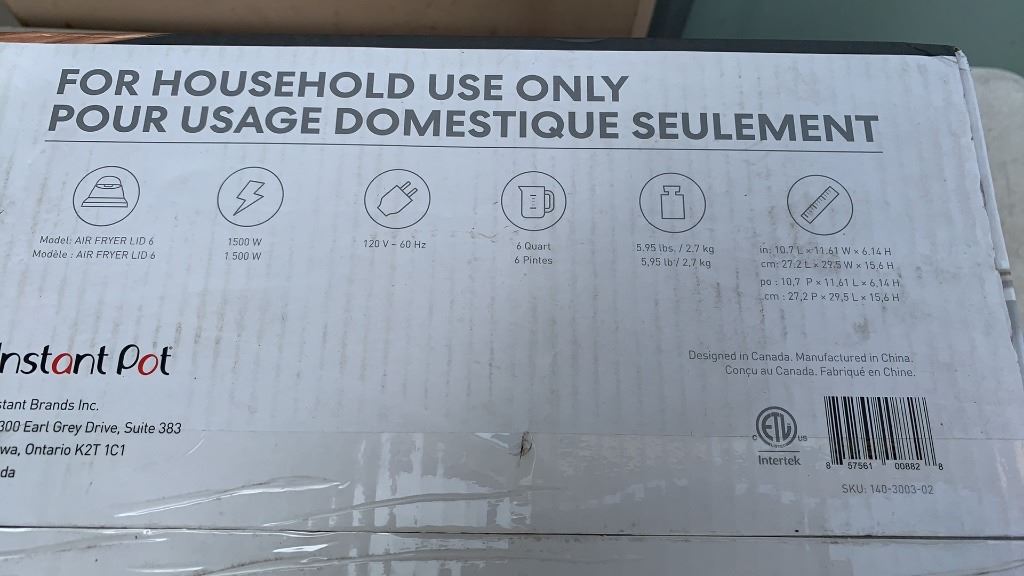 FOR HOUSEHOLD USE ONLY
POUR USAGE DOMESTIQUE SEULEMENT
Model: AIR FRYER LID 6
Modèle : AIR FRYER LID 6
1500 W
1 500 W
120 V – 60 Hz
6 Quart
6 Pintes
5.95 lbs. / 2.7 kg
5,95 lb / 2,7 kg
in: 10.7 L × 11.61 W × 6.14 H
cm: 27.2 L × 29.5 W × 15.6 H
po : 10,7 P × 11,61 L × 6,14 H
cm : 27,2 P × 29,5 L × 15,6 H
Instant Pot
stant Brands Inc.
300 Earl Grey Drive, Suite 383
wa, Ontario K2T 1C1
da
Designed in Canada. Manufactured in China.
Conçu au Canada. Fabriqué en Chine.
C ETL US
LISTED
Intertek
8 57561 00882 8
SKU: 140-3003-02